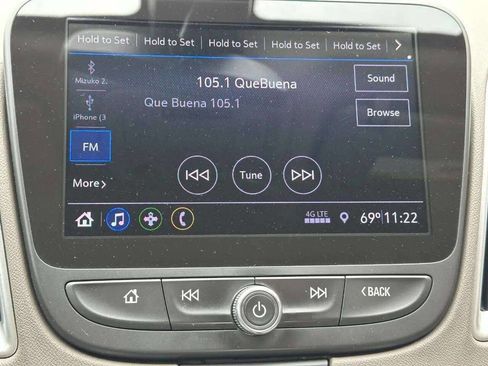 Hold to Set Hold to Set Hold to Set Hold to Set Hold to Set >
Mizuko 2.
105.1 QueBuena
Sound
Que Buena 105.1
iPhone (3
Browse
FM
Tune
More >
4G LTE
69° 11:22
< BACK